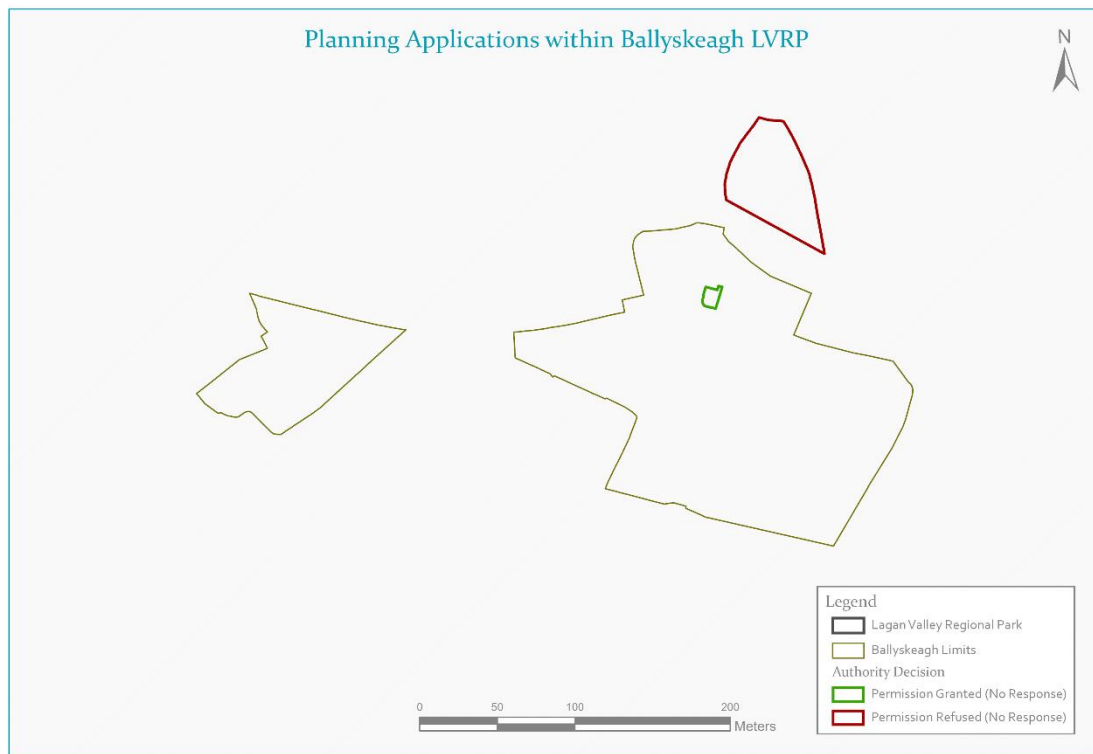 Planning Applications within Ballyskeagh LVRP
N
Legend
Lagan Valley Regional Park
Ballyskeagh Limits
Authority Decision
Permission Granted (No Response)
Permission Refused (No Response)
0 50 100 200
Meters